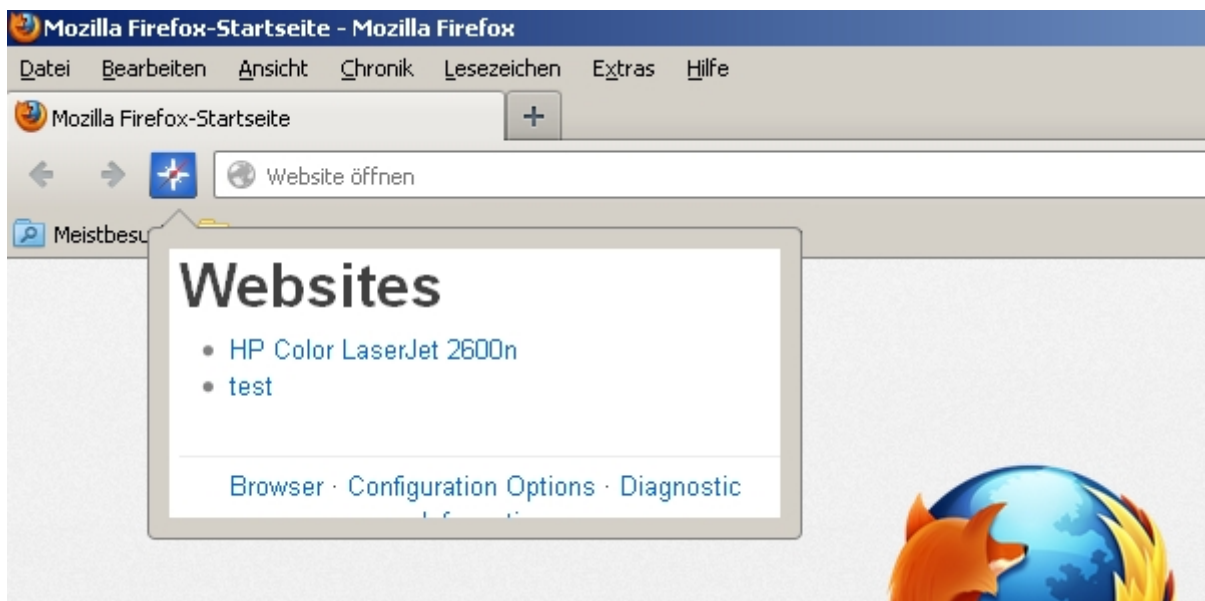 Mozilla Firefox-Startseite - Mozilla Firefox
Datei Bearbeiten Ansicht Chronik Lesezeichen Extras Hilfe
Mozilla Firefox-Startseite +
Website öffnen
Meistbesu
Websites
HP Color LaserJet 2600n
test
Browser · Configuration Options · Diagnostic